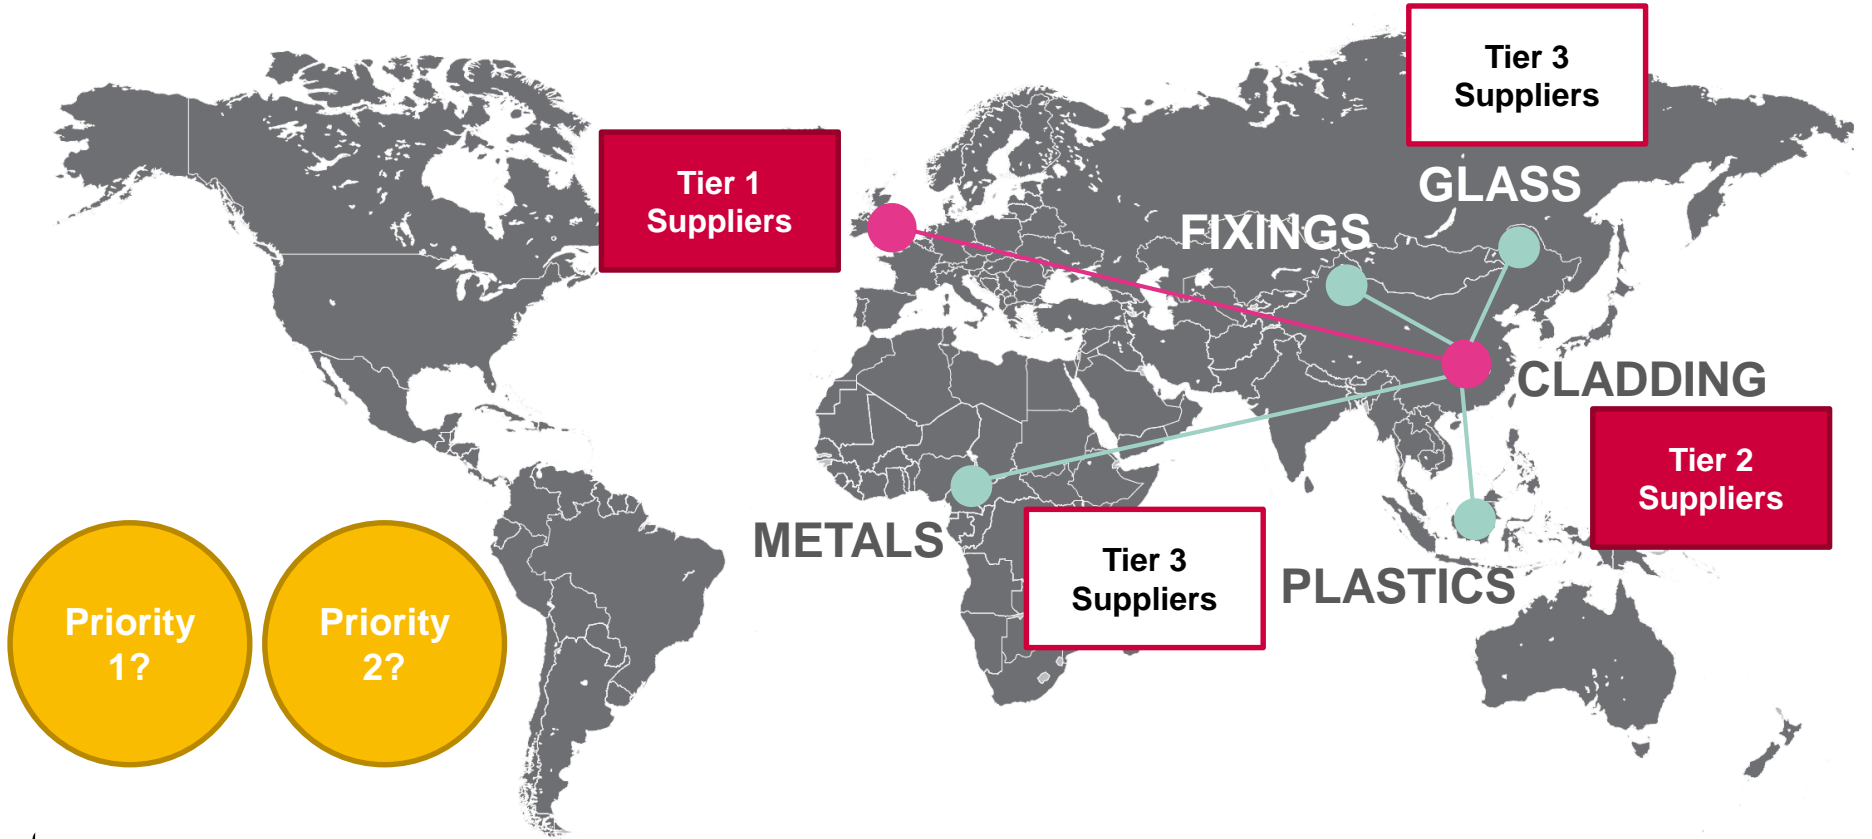 Tier 3
Suppliers
Tier 1
Suppliers
GLASS
FIXINGS
CLADDING
Tier 2
Suppliers
METALS
Tier 3
Suppliers
PLASTICS
Priority
1?
Priority
2?